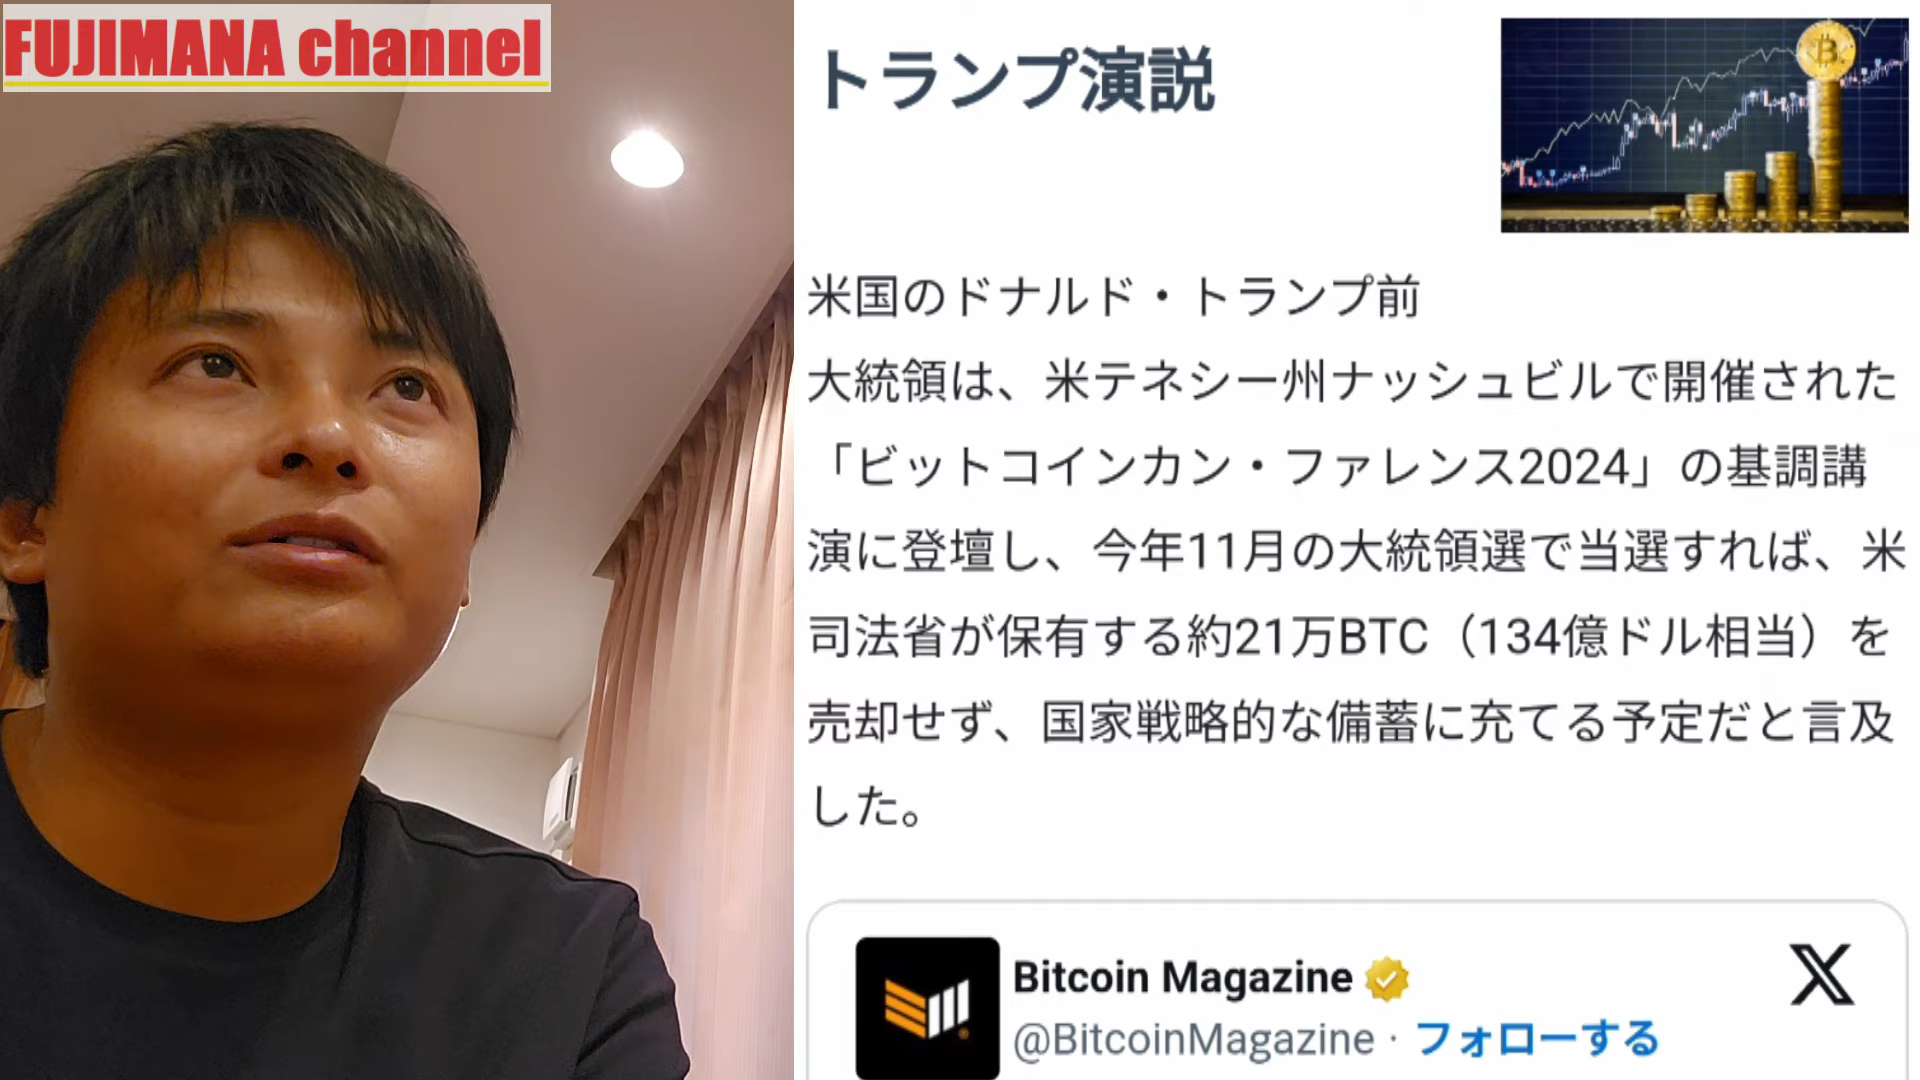 FUJIMANA channel
トランプ演説
米国のドナルド・トランプ前
大統領は、米テネシー州ナッシュビルで開催された
「ビットコインカン・ファレンス2024」の基調講
演に登壇し、今年11月の大統領選で当選すれば、米
司法省が保有する約21万BTC（134億ドル相当）を
売却せず、国家戦略的な備蓄に充てる予定だと言及
した。
Bitcoin Magazine
@BitcoinMagazine · フォローする